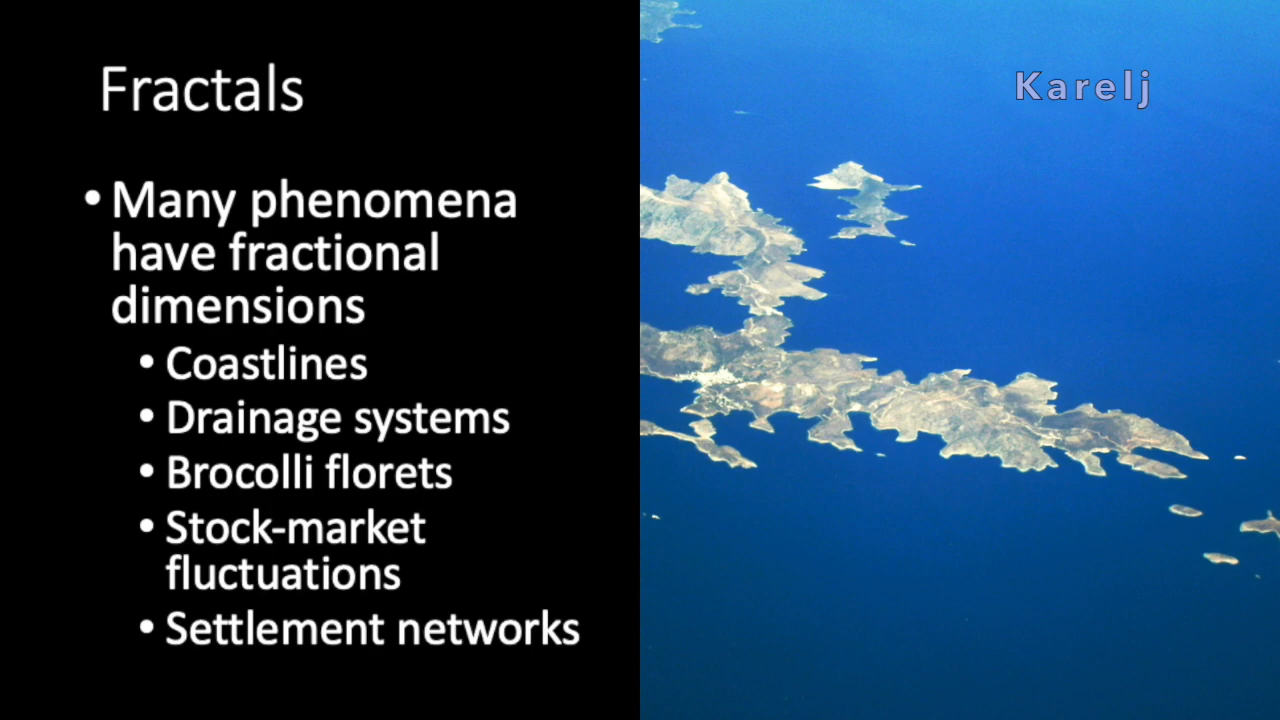 Fractals
• Many phenomena
have fractional
dimensions
• Coastlines
• Drainage systems
• Brocolli florets
• Stock-market
fluctuations
• Settlement networks
Karelj